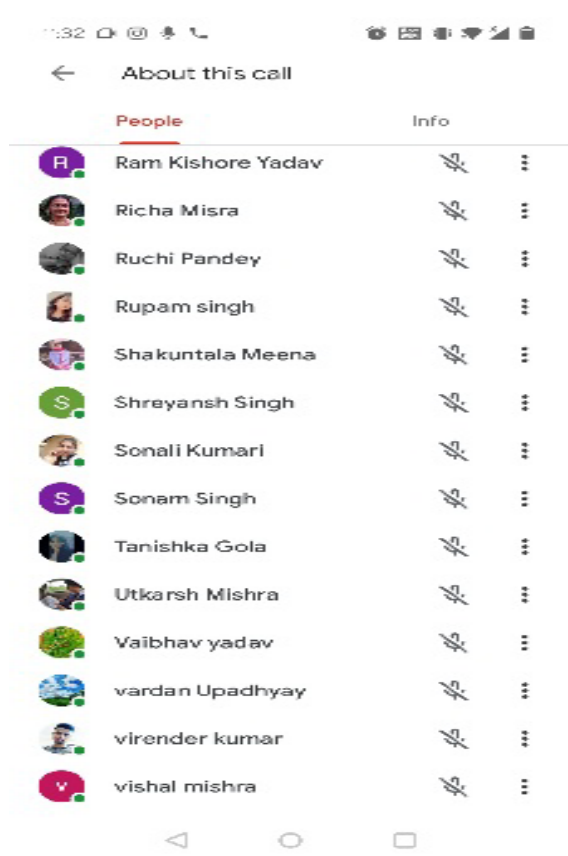 :32
About this call
People Info
R Ram Kishore Yadav
Richa Misra
Ruchi Pandey
Rupam singh
Shakuntala Meena
S Shreyansh Singh
Sonali Kumari
S Sonam Singh
Tanishka Gola
Utkarsh Mishra
Vaibhav yadav
vardan Upadhyay
virender kumar
v vishal mishra